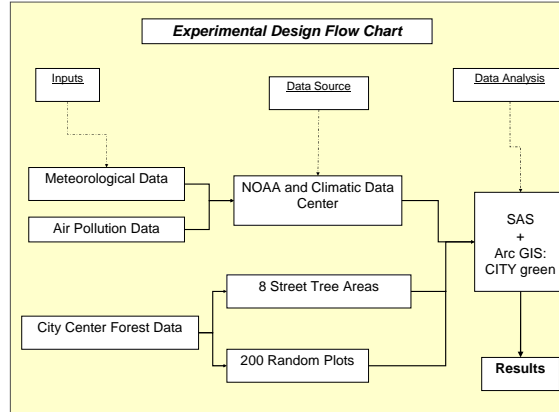 Experimental Design Flow Chart
Inputs
Data Source
Data Analysis
Meteorological Data
Air Pollution Data
NOAA and Climatic Data
Center
SAS
+
Arc GIS:
CITY green
8 Street Tree Areas
City Center Forest Data
200 Random Plots
Results